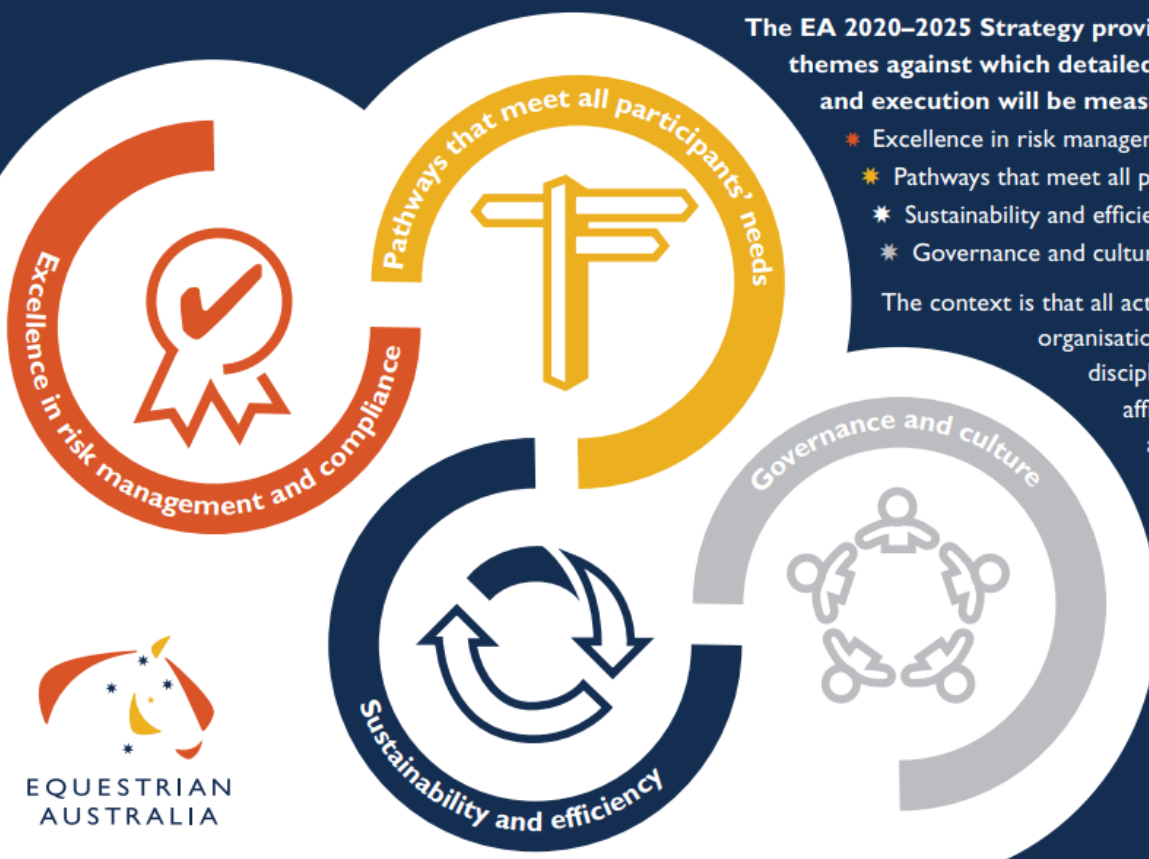 The EA 2020–2025 Strategy provi
themes against which detailed
and execution will be meas
Excellence in risk manager
Pathways that meet all p
Sustainability and efficie
Governance and cultur
The context is that all act
organisatio
discipl
aff
a
Excellence in risk management and compliance
Pathways that meet all participants' needs
Sustainability and efficiency
Governance and culture
EQUESTRIAN
AUSTRALIA